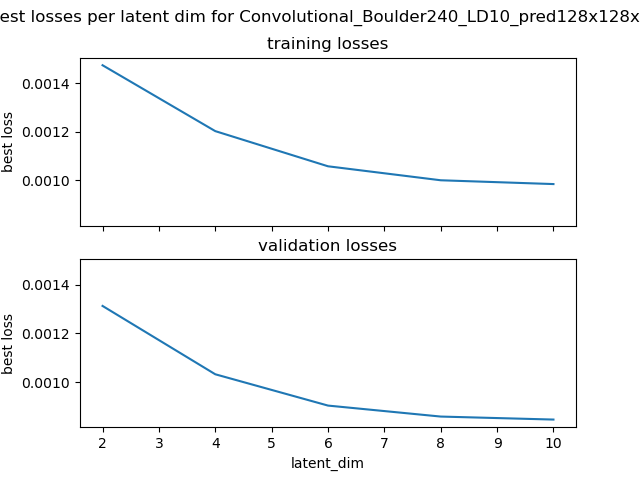 est losses per latent dim for Convolutional_Boulder240_LD10_pred128x128x
training losses
0.0014
0.0012
0.0010
best loss
validation losses
0.0014
0.0012
0.0010
best loss
2 3 4 5 6 7 8 9 10
latent_dim